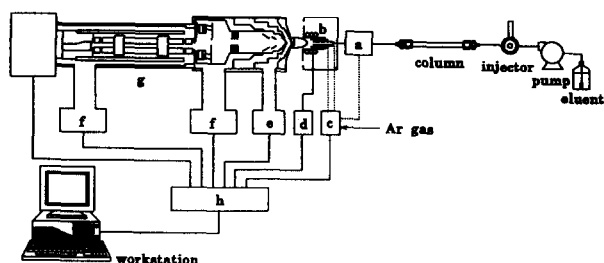 b
a
column
injector
pump
eluent
g
f
f
e
d
c
Ar gas
h
workstation